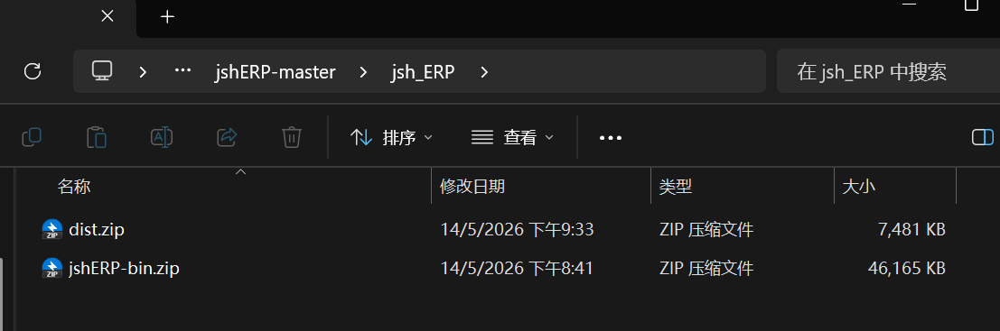 jshERP-master jsh_ERP 在 jsh_ERP 中搜索
排序 查看
名称 修改日期 类型 大小
dist.zip 14/5/2026 下午9:33 ZIP 压缩文件 7,481 KB
jshERP-bin.zip 14/5/2026 下午8:41 ZIP 压缩文件 46,165 KB